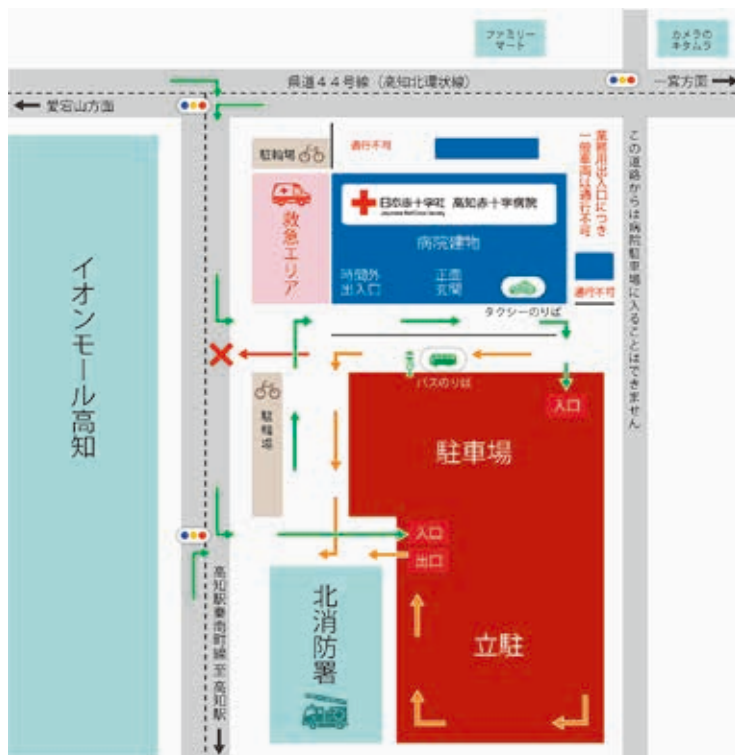 ファミリー
マート
カメラの
キタムラ
県道44号線（高知北環状線）
一宮方面
愛宕山方面
駐輪場
通行不可
業務用出入口につき
一般車両は通行不可
この道路からは病院駐車場に入ることはできません
日本赤十字社 高知赤十字病院
Japanese Red Cross Society
救急エリア
病院建物
時間外
出入口
正面
玄関
通行不可
タクシーのりば
イオンモール高知
バスのりば
入口
駐輪場
駐車場
入口
出口
北消防署
立駐
高知駅秦南町線
至高知駅